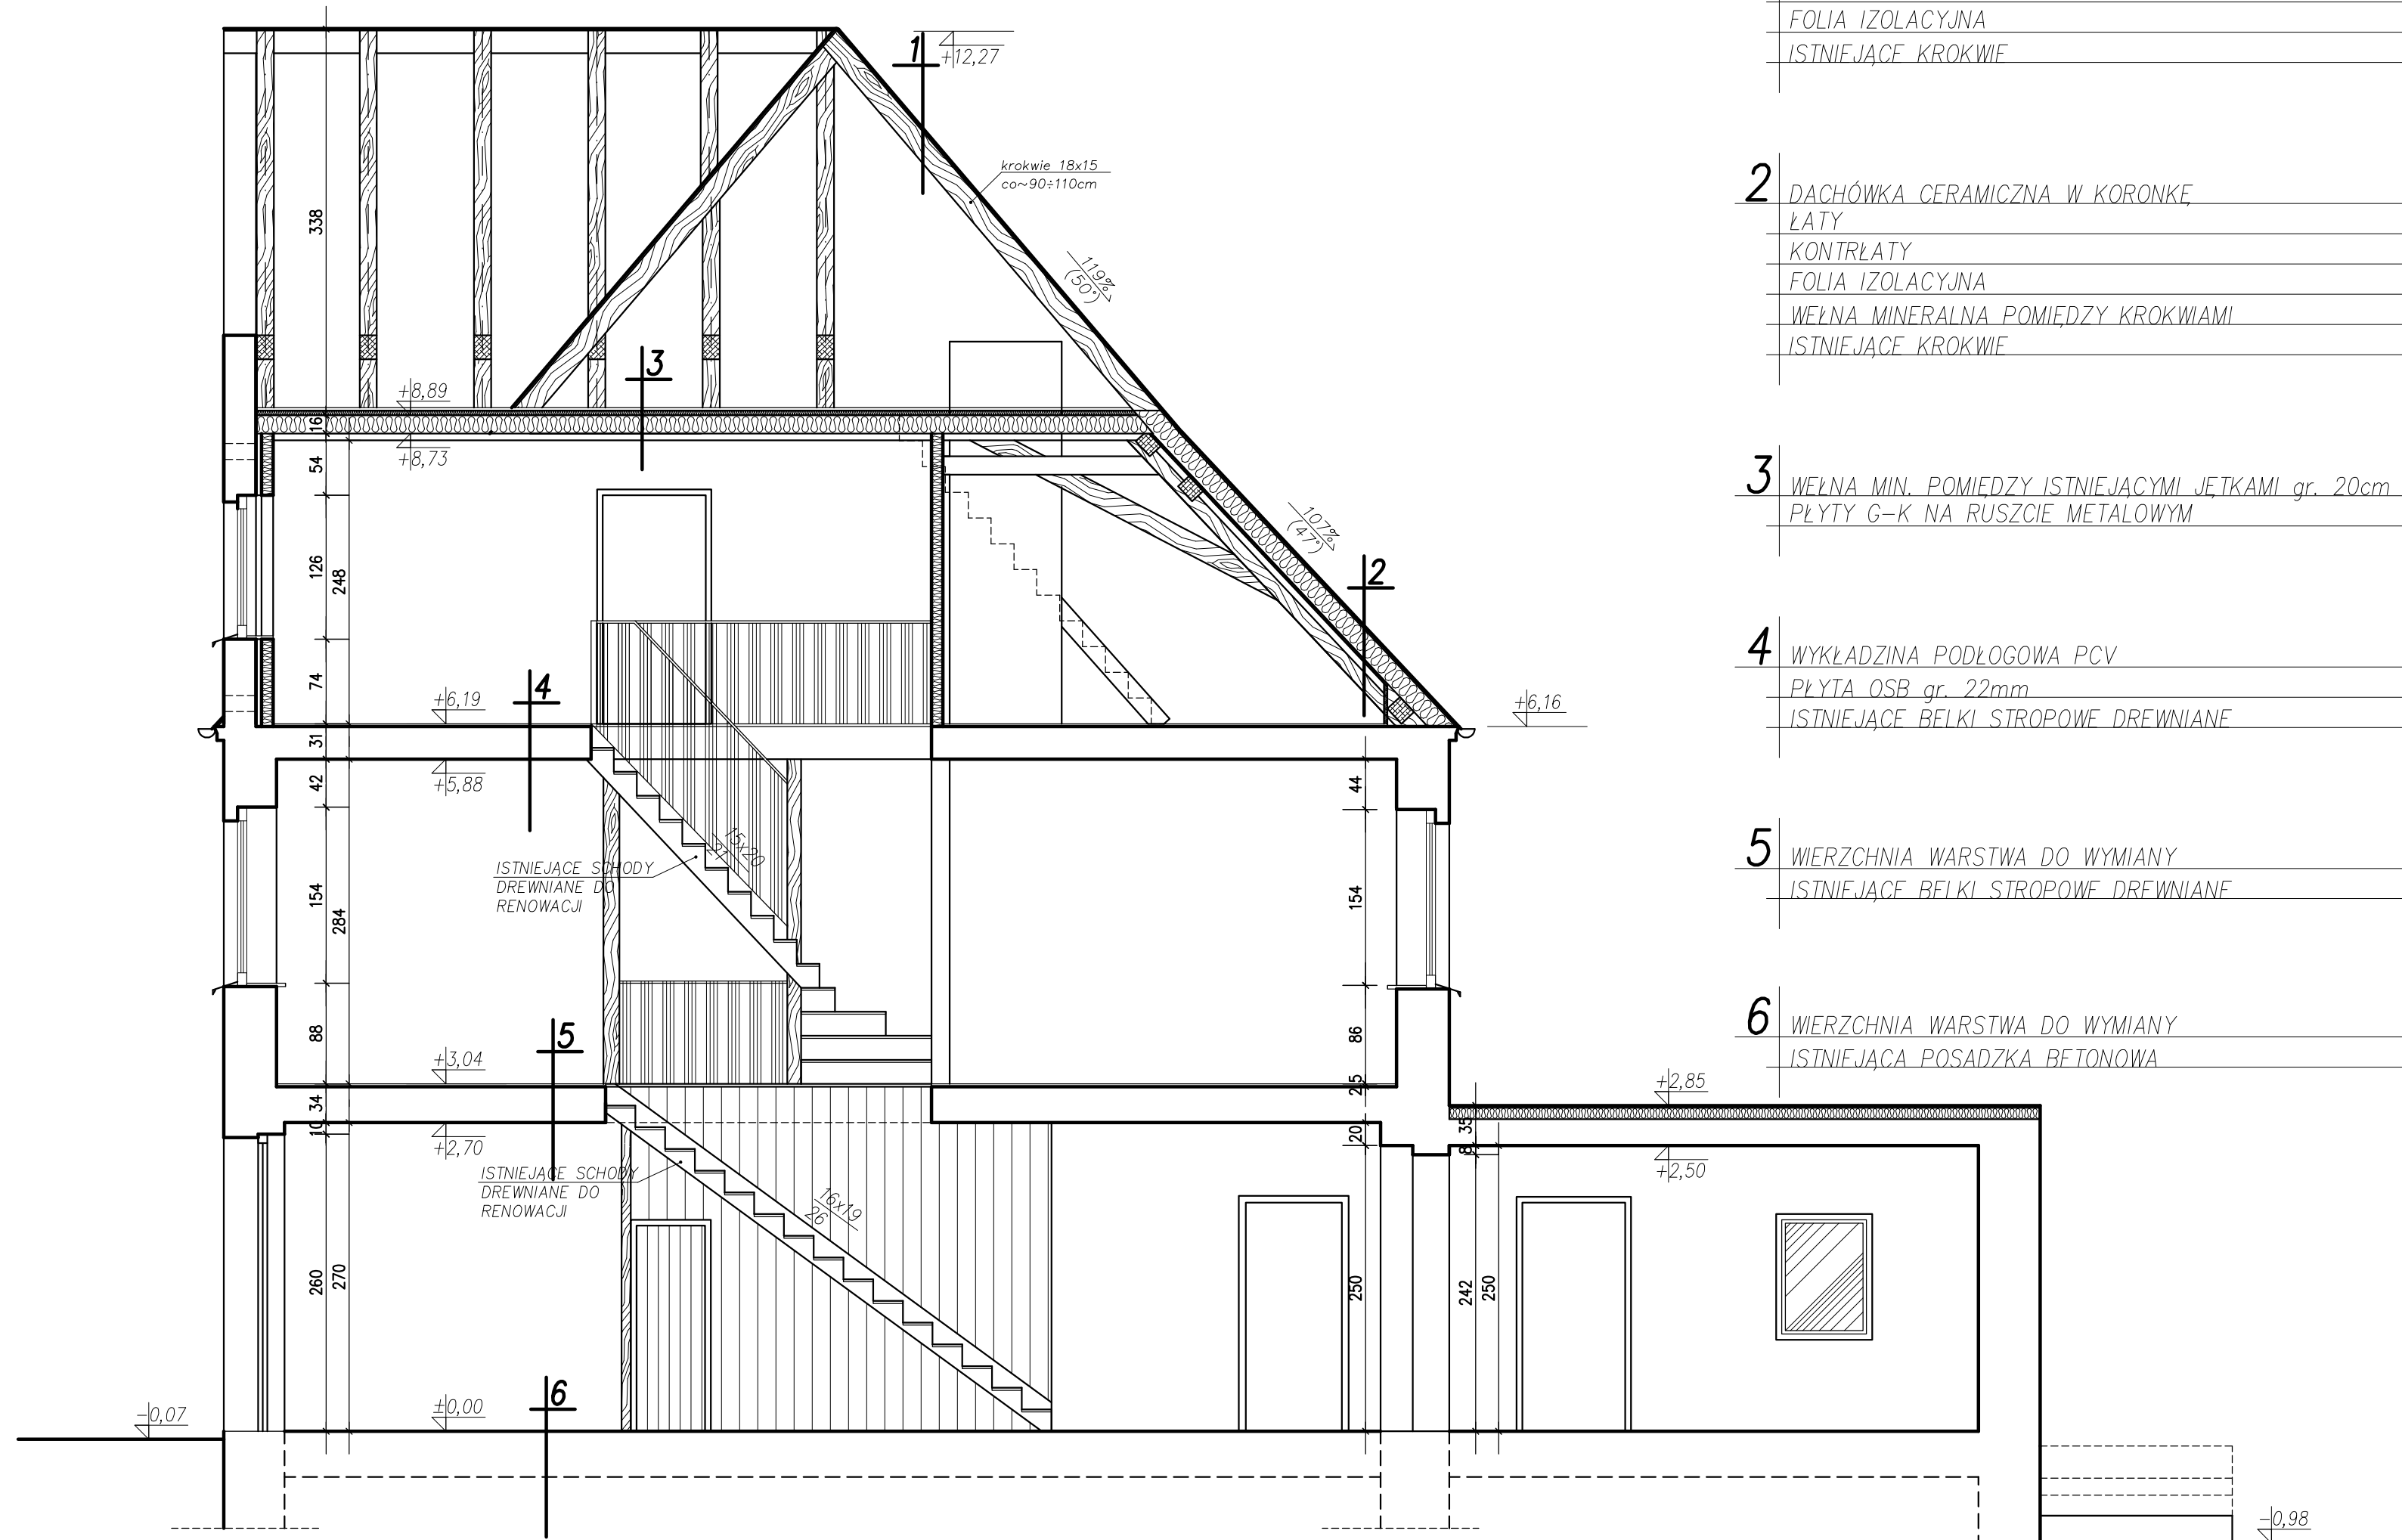 FOLIA IZOLACYJNA
ISTNIEJĄCE KROKWIE
1
+12,27
krokwie 18x15
co~90÷110cm
2
DACHÓWKA CERAMICZNA W KORONKĘ
ŁATY
KONTRŁATY
FOLIA IZOLACYJNA
WEŁNA MINERALNA POMIĘDZY KROKWIAMI
ISTNIEJĄCE KROKWIE
338
119%
(50°)
3
+8,89
16
+8,73
54
3
WEŁNA MIN. POMIĘDZY ISTNIEJĄCYMI JĘTKAMI gr. 20cm
PŁYTY G-K NA RUSZCIE METALOWYM
107%
(47°)
126
248
2
74
4
+6,19
+6,16
4
WYKŁADZINA PODŁOGOWA PCV
PŁYTA OSB gr. 22mm
ISTNIEJĄCE BELKI STROPOWE DREWNIANE
31
42
+5,88
44
ISTNIEJĄCE SCHODY
DREWNIANE DO
RENOWACJI
15x20
21
154
284
154
5
WIERZCHNIA WARSTWA DO WYMIANY
ISTNIEJĄCE BELKI STROPOWE DREWNIANE
88
5
86
6
WIERZCHNIA WARSTWA DO WYMIANY
ISTNIEJĄCA POSADZKA BETONOWA
+3,04
25
+2,85
34
10
+2,70
20
35
8
+2,50
ISTNIEJĄCE SCHODY
DREWNIANE DO
RENOWACJI
16x19
26
260
270
250
242
250
6
-0,07
±0,00
-0,98